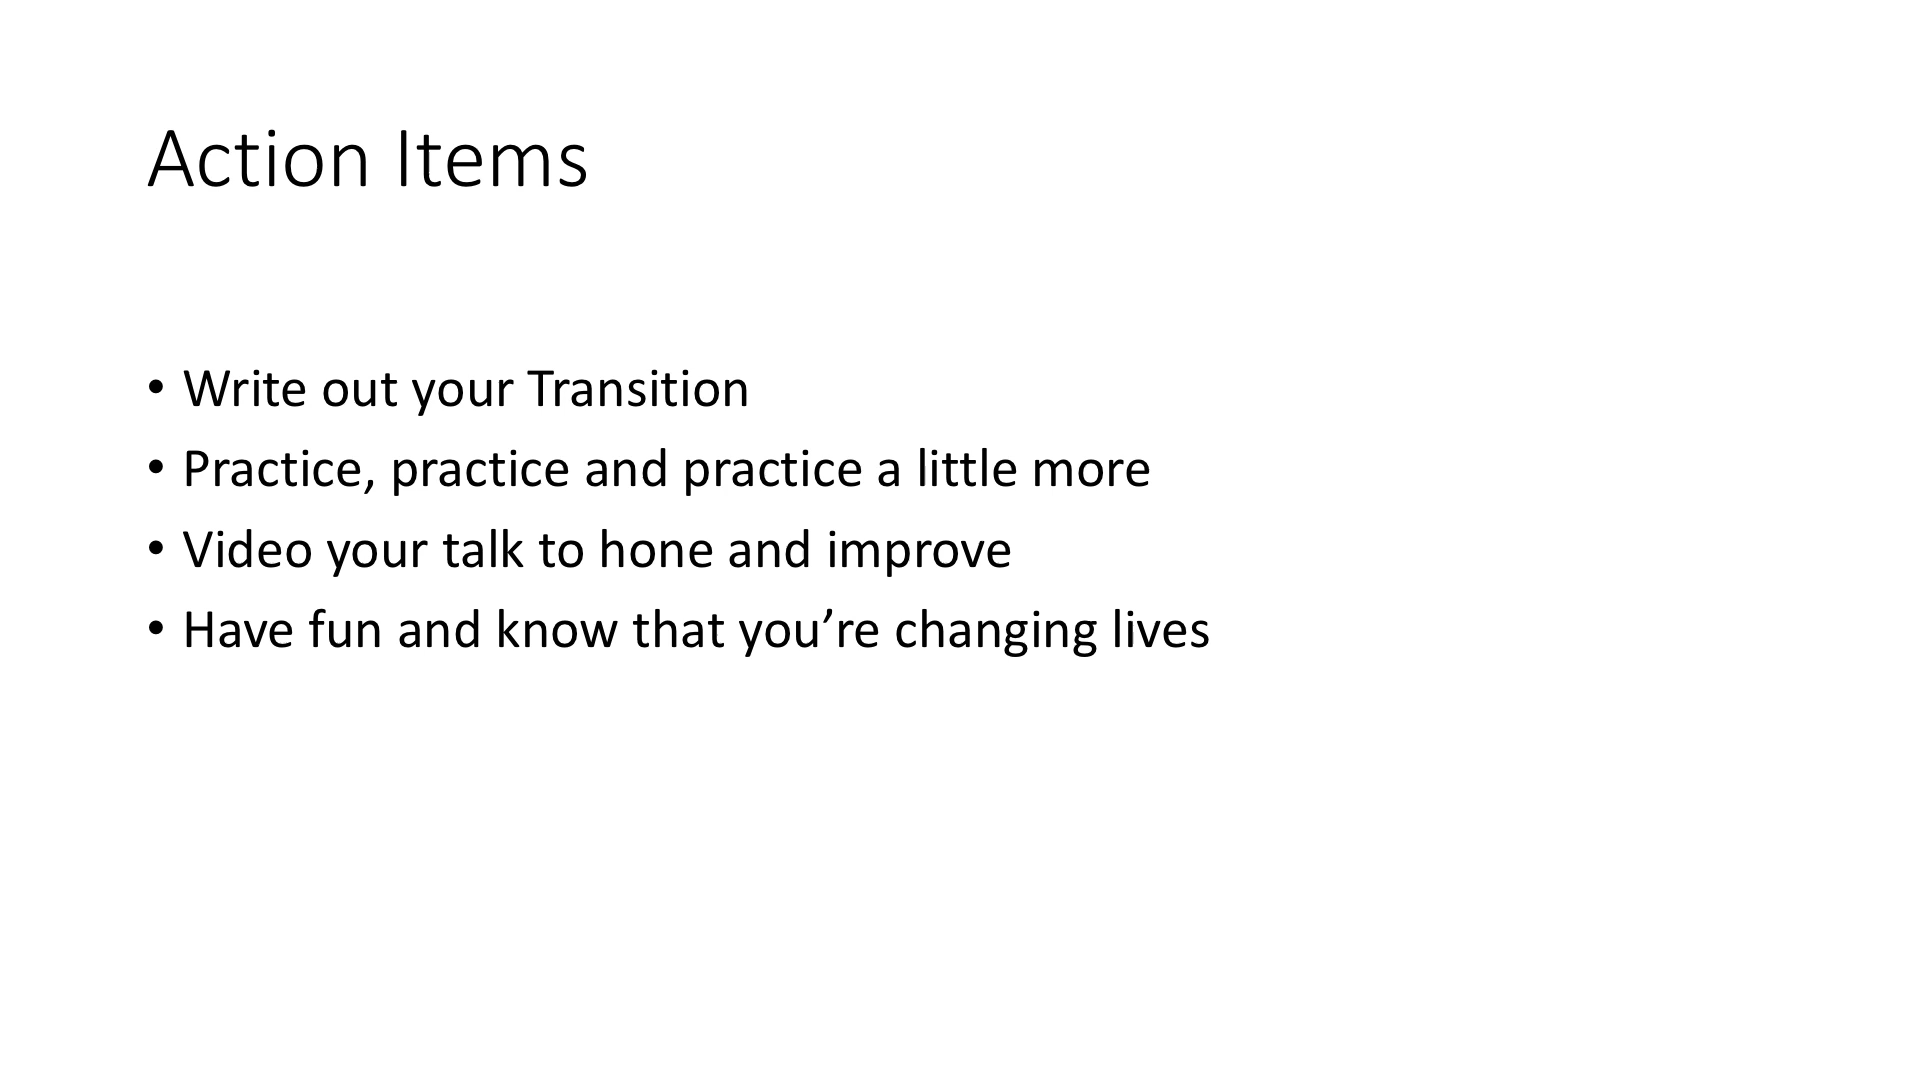 Action Items
• Write out your Transition
• Practice, practice and practice a little more
• Video your talk to hone and improve
• Have fun and know that you’re changing lives